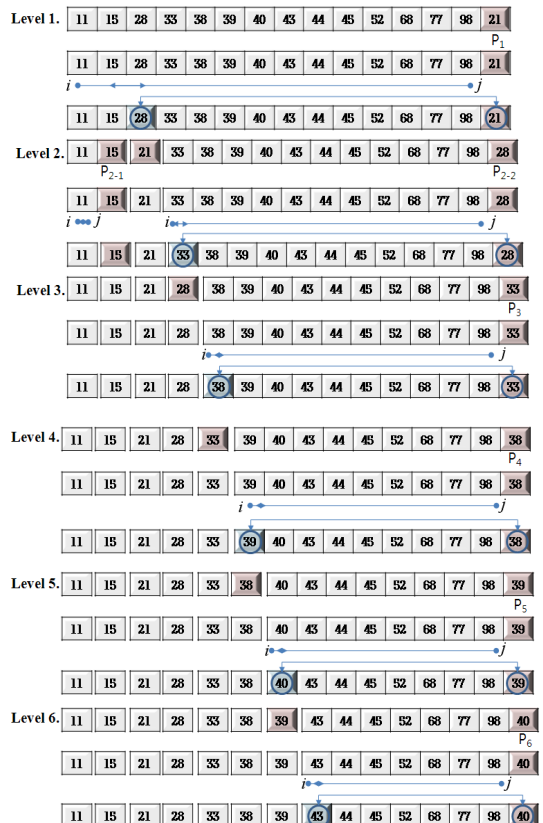 Level 1. 11 15 28 33 38 39 40 43 44 45 52 68 77 98 21
P1
11 15 28 33 38 39 40 43 44 45 52 68 77 98 21
i j
11 15 28 33 38 39 40 43 44 45 52 68 77 98 21
Level 2. 11 15 21 33 38 39 40 43 44 45 52 68 77 98 28
P2-1 P2-2
11 15 21 33 38 39 40 43 44 45 52 68 77 98 28
i j i j
11 15 21 33 38 39 40 43 44 45 52 68 77 98 28
Level 3. 11 15 21 28 38 39 40 43 44 45 52 68 77 98 33
P3
11 15 21 28 38 39 40 43 44 45 52 68 77 98 33
i j
11 15 21 28 38 39 40 43 44 45 52 68 77 98 33
Level 4. 11 15 21 28 33 39 40 43 44 45 52 68 77 98 38
P4
11 15 21 28 33 39 40 43 44 45 52 68 77 98 38
i j
11 15 21 28 33 39 40 43 44 45 52 68 77 98 38
Level 5. 11 15 21 28 33 38 40 43 44 45 52 68 77 98 39
P5
11 15 21 28 33 38 40 43 44 45 52 68 77 98 39
i j
11 15 21 28 33 38 40 43 44 45 52 68 77 98 39
Level 6. 11 15 21 28 33 38 39 43 44 45 52 68 77 98 40
P6
11 15 21 28 33 38 39 43 44 45 52 68 77 98 40
i j
11 15 21 28 33 38 39 43 44 45 52 68 77 98 40